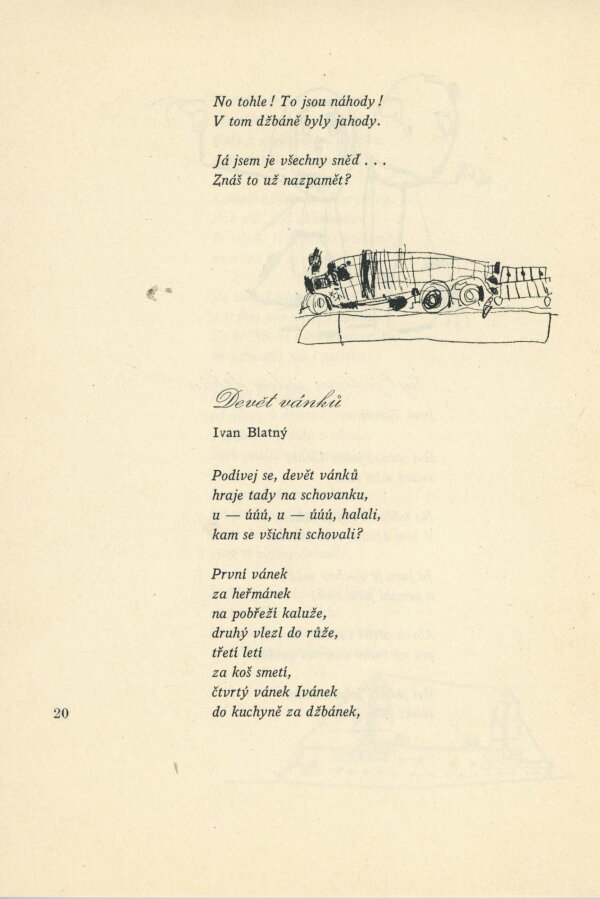 No tohle! To jsou náhody!
V tom džbáně byly jahody.
Já jsem je všechny sněď . . .
Znáš to už nazpamět?
Devět vánků
Ivan Blatný
Podívej se, devět vánků
hraje tady na schovanku,
u — úúú, u — úúú, halali,
kam se všichni schovali?
První vánek
za heřmánek
na pobřeží kaluže,
druhý vlezl do růže,
třetí letí
za koš smetí,
čtvrtý vánek Ivánek
do kuchyně za džbánek,
20